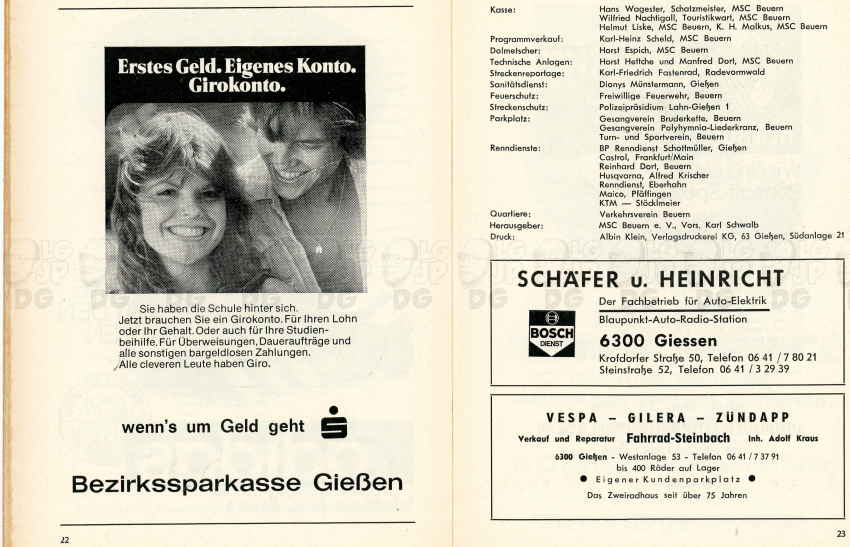 Erstes Geld. Eigenes Konto.
Girokonto.
Sie haben die Schule hinter sich.
Jetzt brauchen Sie ein Girokonto. Für Ihren Lohn
oder Ihr Gehalt. Oder auch für Ihre Studien-
beihilfe. Für Überweisungen, Daueraufträge und
alle sonstigen bargeldlosen Zahlungen.
Alle cleveren Leute haben Giro.
wenn's um Geld geht
Bezirkssparkasse Gießen
22
Kasse: Hans Wagester, Schatzmeister, MSC Beuern
Wilfried Nachtigall, Touristikwart, MSC Beuern
Helmut Liske, MSC Beuern, K. H. Malkus, MSC Beuern
Programmverkauf: Karl-Heinz Scheld, MSC Beuern
Dolmetscher: Horst Espich, MSC Beuern
Technische Anlagen: Horst Hettche und Manfred Dort, MSC Beuern
Streckenreportage: Karl-Friedrich Fastenrad, Radevormwald
Sanitätsdienst: Dionys Münstermann, Gießen
Feuerschutz: Freiwillige Feuerwehr, Beuern
Streckenschutz: Polizeipräsidium Lahn-Gießen 1
Parkplatz: Gesangverein Bruderkette, Beuern
Gesangverein Polyhymnia-Liederkranz, Beuern
Turn- und Sportverein, Beuern
Renndienste: BP Renndienst Schottmüller, Gießen
Castrol, Frankfurt/Main
Reinhard Dort, Beuern
Husqvarna, Alfred Krischer
Renndienst, Eberhahn
Maico, Pfäffingen
KTM — Stöcklmeier
Quartiere: Verkehrsverein Beuern
Herausgeber: MSC Beuern e. V., Vors. Karl Schwalb
Druck: Albin Klein, Verlagsdruckerei KG, 63 Gießen, Südanlage 21
SCHÄFER u. HEINRICHT
Der Fachbetrieb für Auto-Elektrik
Blaupunkt-Auto-Radio-Station
BOSCH
DIENST
6300 Giessen
Krofdorfer Straße 50, Telefon 06 41 / 7 80 21
Steinstraße 52, Telefon 06 41 / 3 29 39
VESPA – GILERA – ZÜNDAPP
Verkauf und Reparatur Fahrrad-Steinbach Inh. Adolf Kraus
6300 Gießen - Westanlage 53 - Telefon 06 41 / 7 37 91
bis 400 Räder auf Lager
● Eigener Kundenparkplatz ●
Das Zweiradhaus seit über 75 Jahren
23